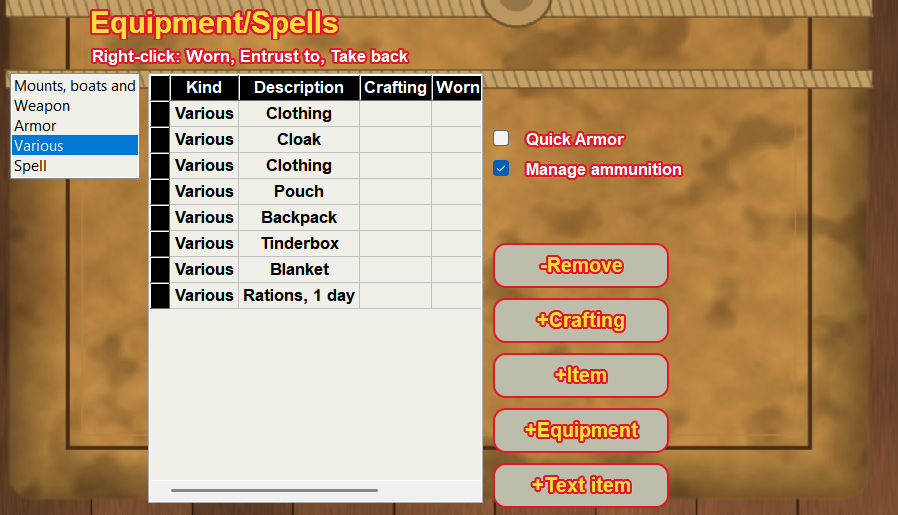 Equipment/Spells
Right-click: Worn, Entrust to, Take back
Mounts, boats and
Weapon
Armor
Various
Spell
Kind Description Crafting Worn
Various Clothing
Various Cloak
Various Clothing
Various Pouch
Various Backpack
Various Tinderbox
Various Blanket
Various Rations, 1 day
Quick Armor
Manage ammunition
-Remove
+Crafting
+Item
+Equipment
+Text item